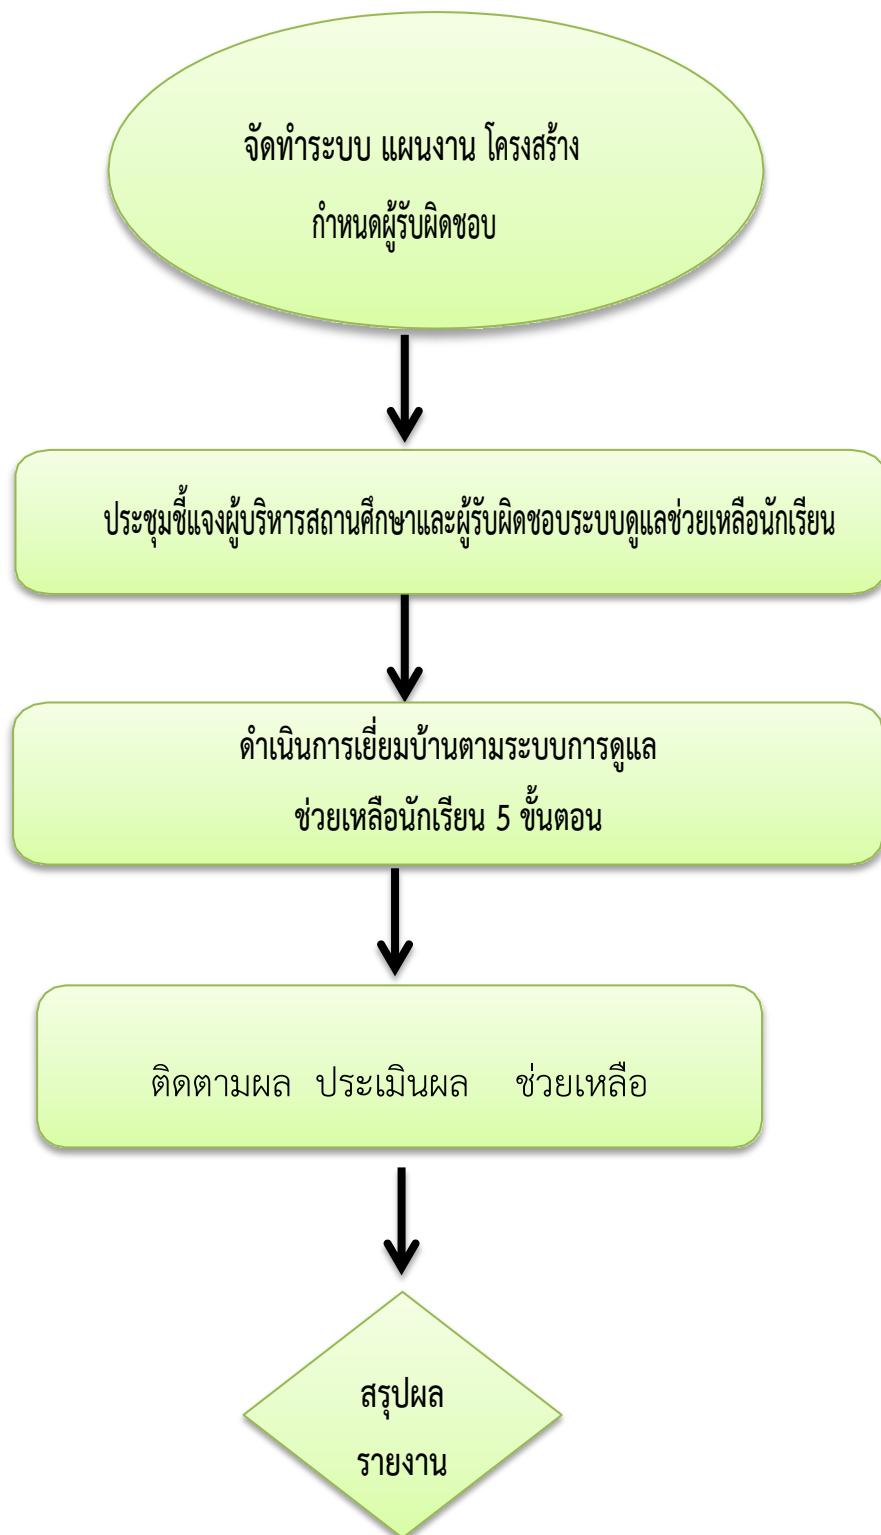 จัดทำระบบ แผนงาน โครงสร้าง
กำหนดผู้รับผิดชอบ
ประชุมชี้แจงผู้บริหารสถานศึกษาและผู้รับผิดชอบระบบดูแลช่วยเหลือนักเรียน
ดำเนินการเยี่ยมบ้านตามระบบการดูแล
ช่วยเหลือนักเรียน 5 ขั้นตอน
ติดตามผล ประเมินผล ช่วยเหลือ
สรุปผล
รายงาน